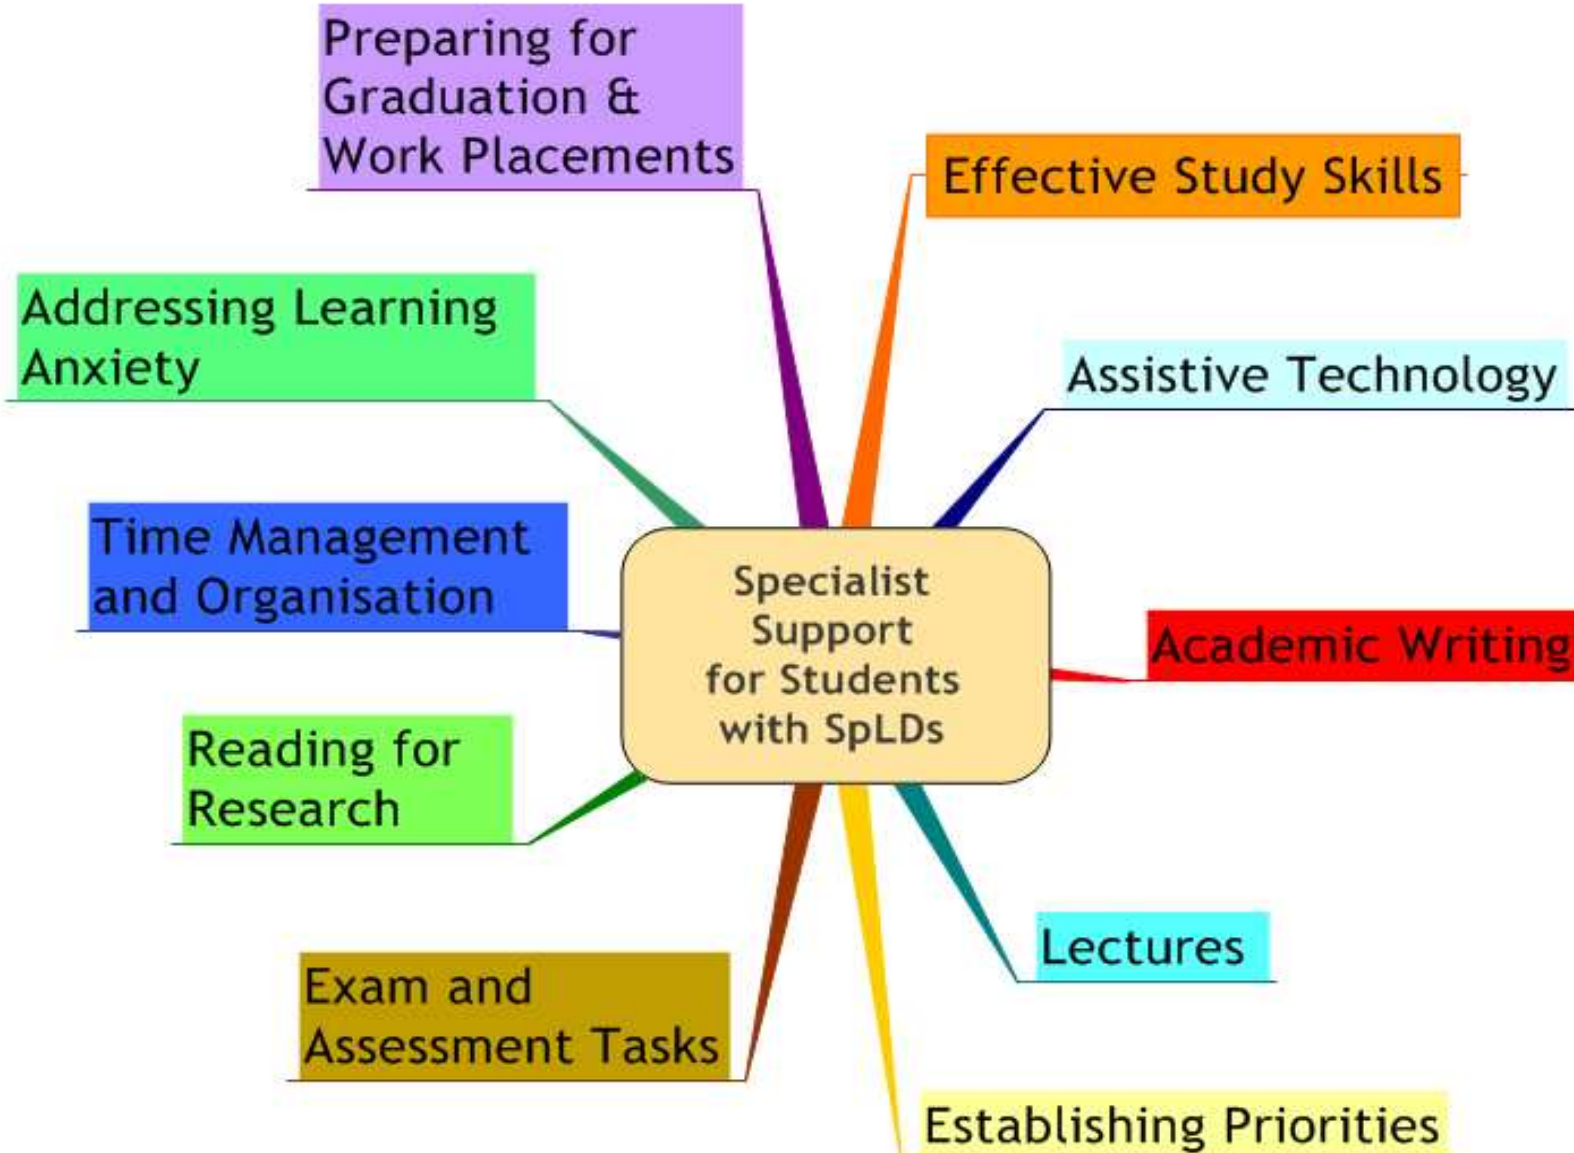 Preparing for
Graduation &
Work Placements
Effective Study Skills
Addressing Learning
Anxiety
Assistive Technology
Time Management
and Organisation
Specialist
Support
for Students
with SpLDs
Academic Writing
Reading for
Research
Lectures
Exam and
Assessment Tasks
Establishing Priorities